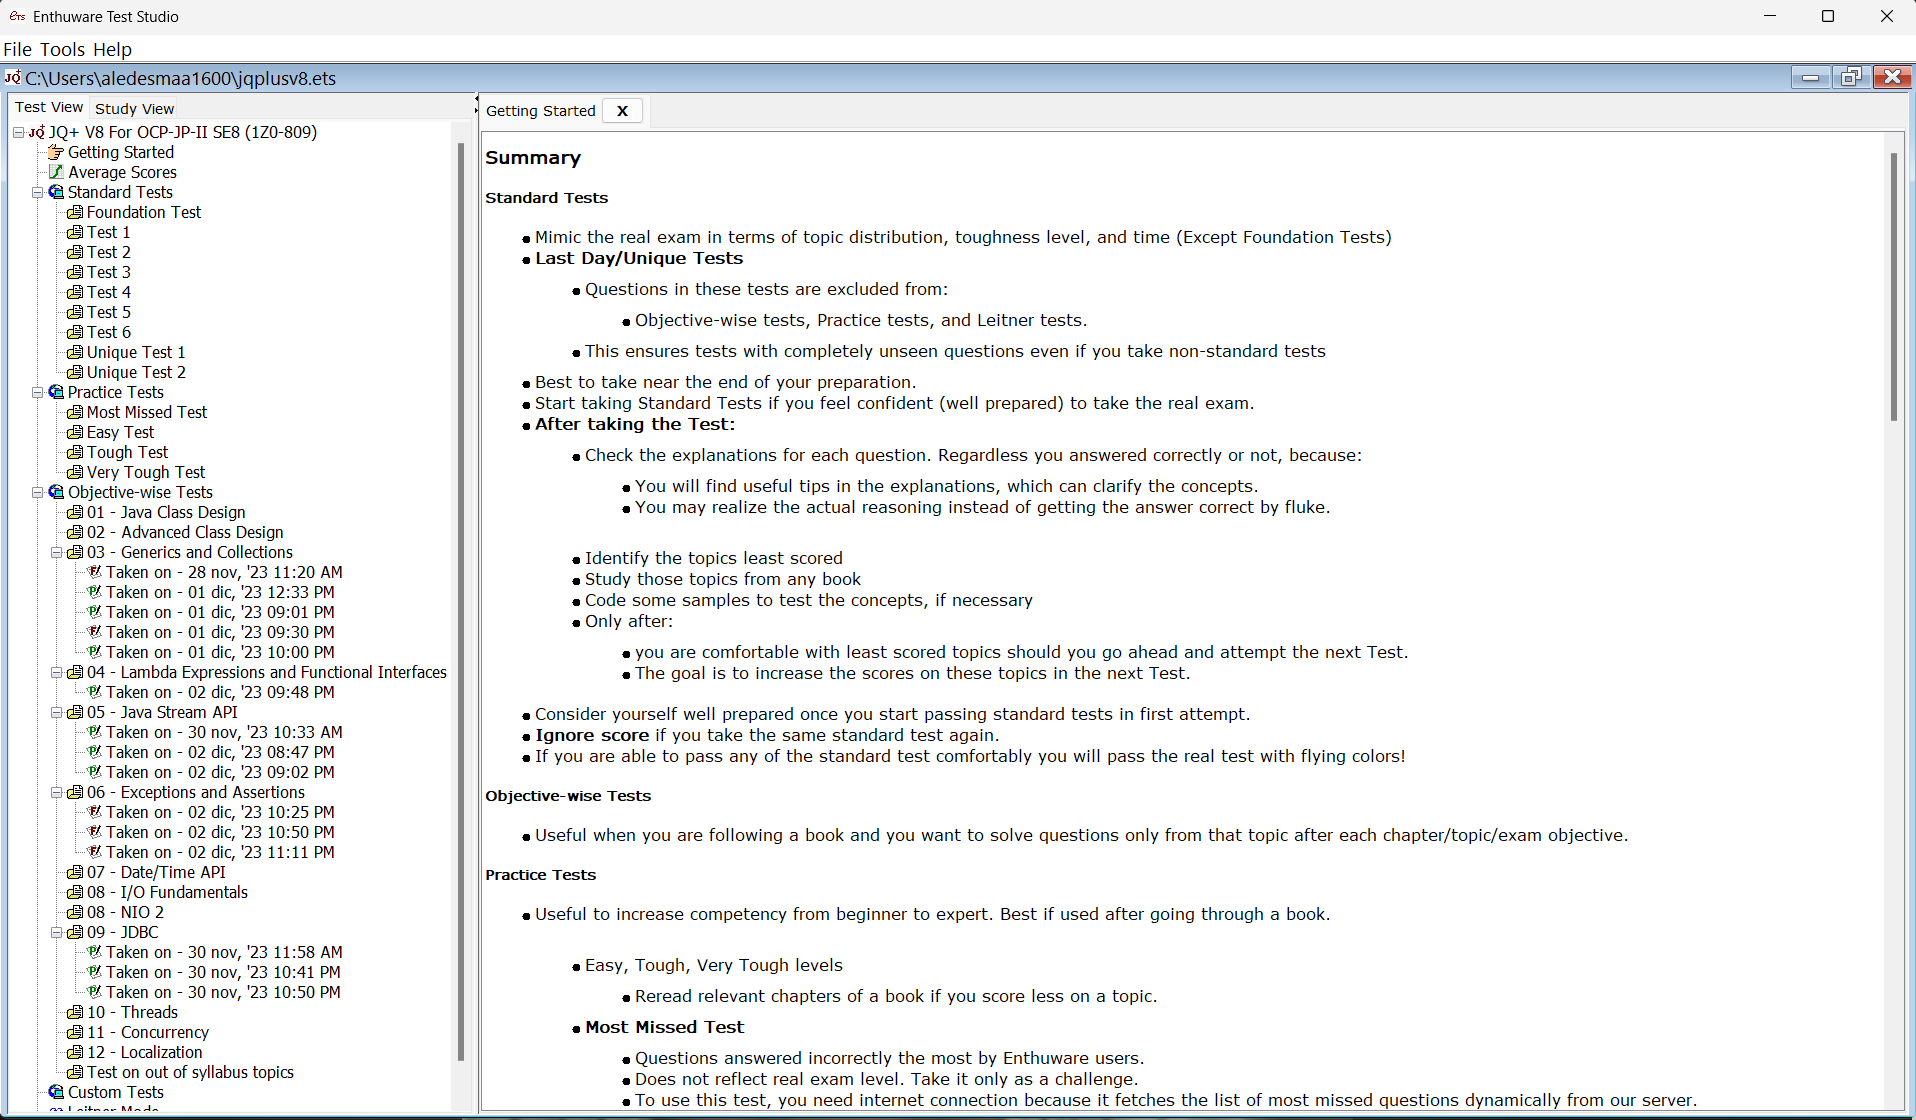 Enthuware Test Studio
File Tools Help
C:\Users\aledesmaa1600\jqplusv8.ets
Test View Study View
JQ+ V8 For OCP-JP-II SE8 (1Z0-809)
Getting Started
Average Scores
Standard Tests
Foundation Test
Test 1
Test 2
Test 3
Test 4
Test 5
Test 6
Unique Test 1
Unique Test 2
Practice Tests
Most Missed Test
Easy Test
Tough Test
Very Tough Test
Objective-wise Tests
01 - Java Class Design
02 - Advanced Class Design
03 - Generics and Collections
Taken on - 28 nov, '23 11:20 AM
Taken on - 01 dic, '23 12:33 PM
Taken on - 01 dic, '23 09:01 PM
Taken on - 01 dic, '23 09:30 PM
Taken on - 01 dic, '23 10:00 PM
04 - Lambda Expressions and Functional Interfaces
Taken on - 02 dic, '23 09:48 PM
05 - Java Stream API
Taken on - 30 nov, '23 10:33 AM
Taken on - 02 dic, '23 08:47 PM
Taken on - 02 dic, '23 09:02 PM
06 - Exceptions and Assertions
Taken on - 02 dic, '23 10:25 PM
Taken on - 02 dic, '23 10:50 PM
Taken on - 02 dic, '23 11:11 PM
07 - Date/Time API
08 - I/O Fundamentals
08 - NIO 2
09 - JDBC
Taken on - 30 nov, '23 11:58 AM
Taken on - 30 nov, '23 10:41 PM
Taken on - 30 nov, '23 10:50 PM
10 - Threads
11 - Concurrency
12 - Localization
Test on out of syllabus topics
Custom Tests
Leitner Mode
Getting Started X
Summary
Standard Tests
Mimic the real exam in terms of topic distribution, toughness level, and time (Except Foundation Tests)
Last Day/Unique Tests
Questions in these tests are excluded from:
Objective-wise tests, Practice tests, and Leitner tests.
This ensures tests with completely unseen questions even if you take non-standard tests
Best to take near the end of your preparation.
Start taking Standard Tests if you feel confident (well prepared) to take the real exam.
After taking the Test:
Check the explanations for each question. Regardless you answered correctly or not, because:
You will find useful tips in the explanations, which can clarify the concepts.
You may realize the actual reasoning instead of getting the answer correct by fluke.
Identify the topics least scored
Study those topics from any book
Code some samples to test the concepts, if necessary
Only after:
you are comfortable with least scored topics should you go ahead and attempt the next Test.
The goal is to increase the scores on these topics in the next Test.
Consider yourself well prepared once you start passing standard tests in first attempt.
Ignore score if you take the same standard test again.
If you are able to pass any of the standard test comfortably you will pass the real test with flying colors!
Objective-wise Tests
Useful when you are following a book and you want to solve questions only from that topic after each chapter/topic/exam objective.
Practice Tests
Useful to increase competency from beginner to expert. Best if used after going through a book.
Easy, Tough, Very Tough levels
Reread relevant chapters of a book if you score less on a topic.
Most Missed Test
Questions answered incorrectly the most by Enthuware users.
Does not reflect real exam level. Take it only as a challenge.
To use this test, you need internet connection because it fetches the list of most missed questions dynamically from our server.